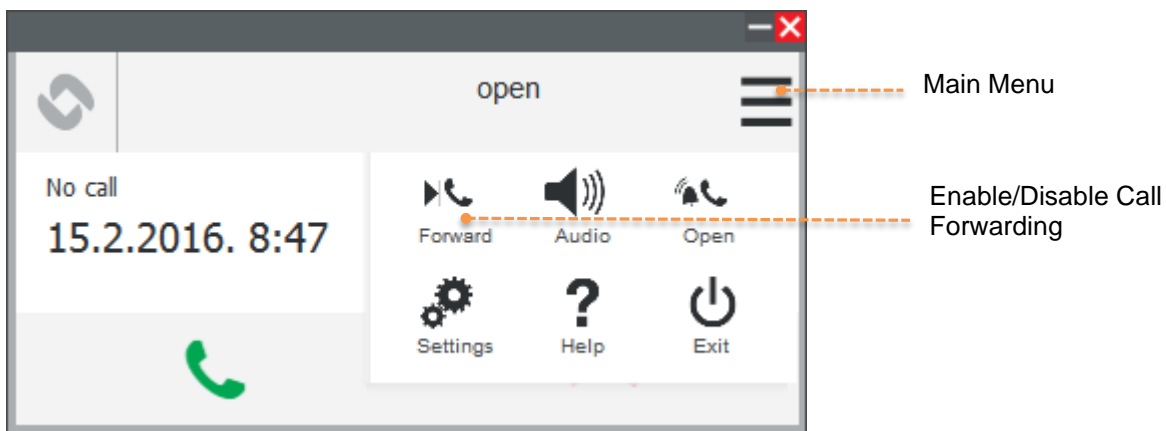 open
Main Menu
No call
15.2.2016. 8:47
Forward
Audio
Open
Enable/Disable Call
Forwarding
Settings
Help
Exit